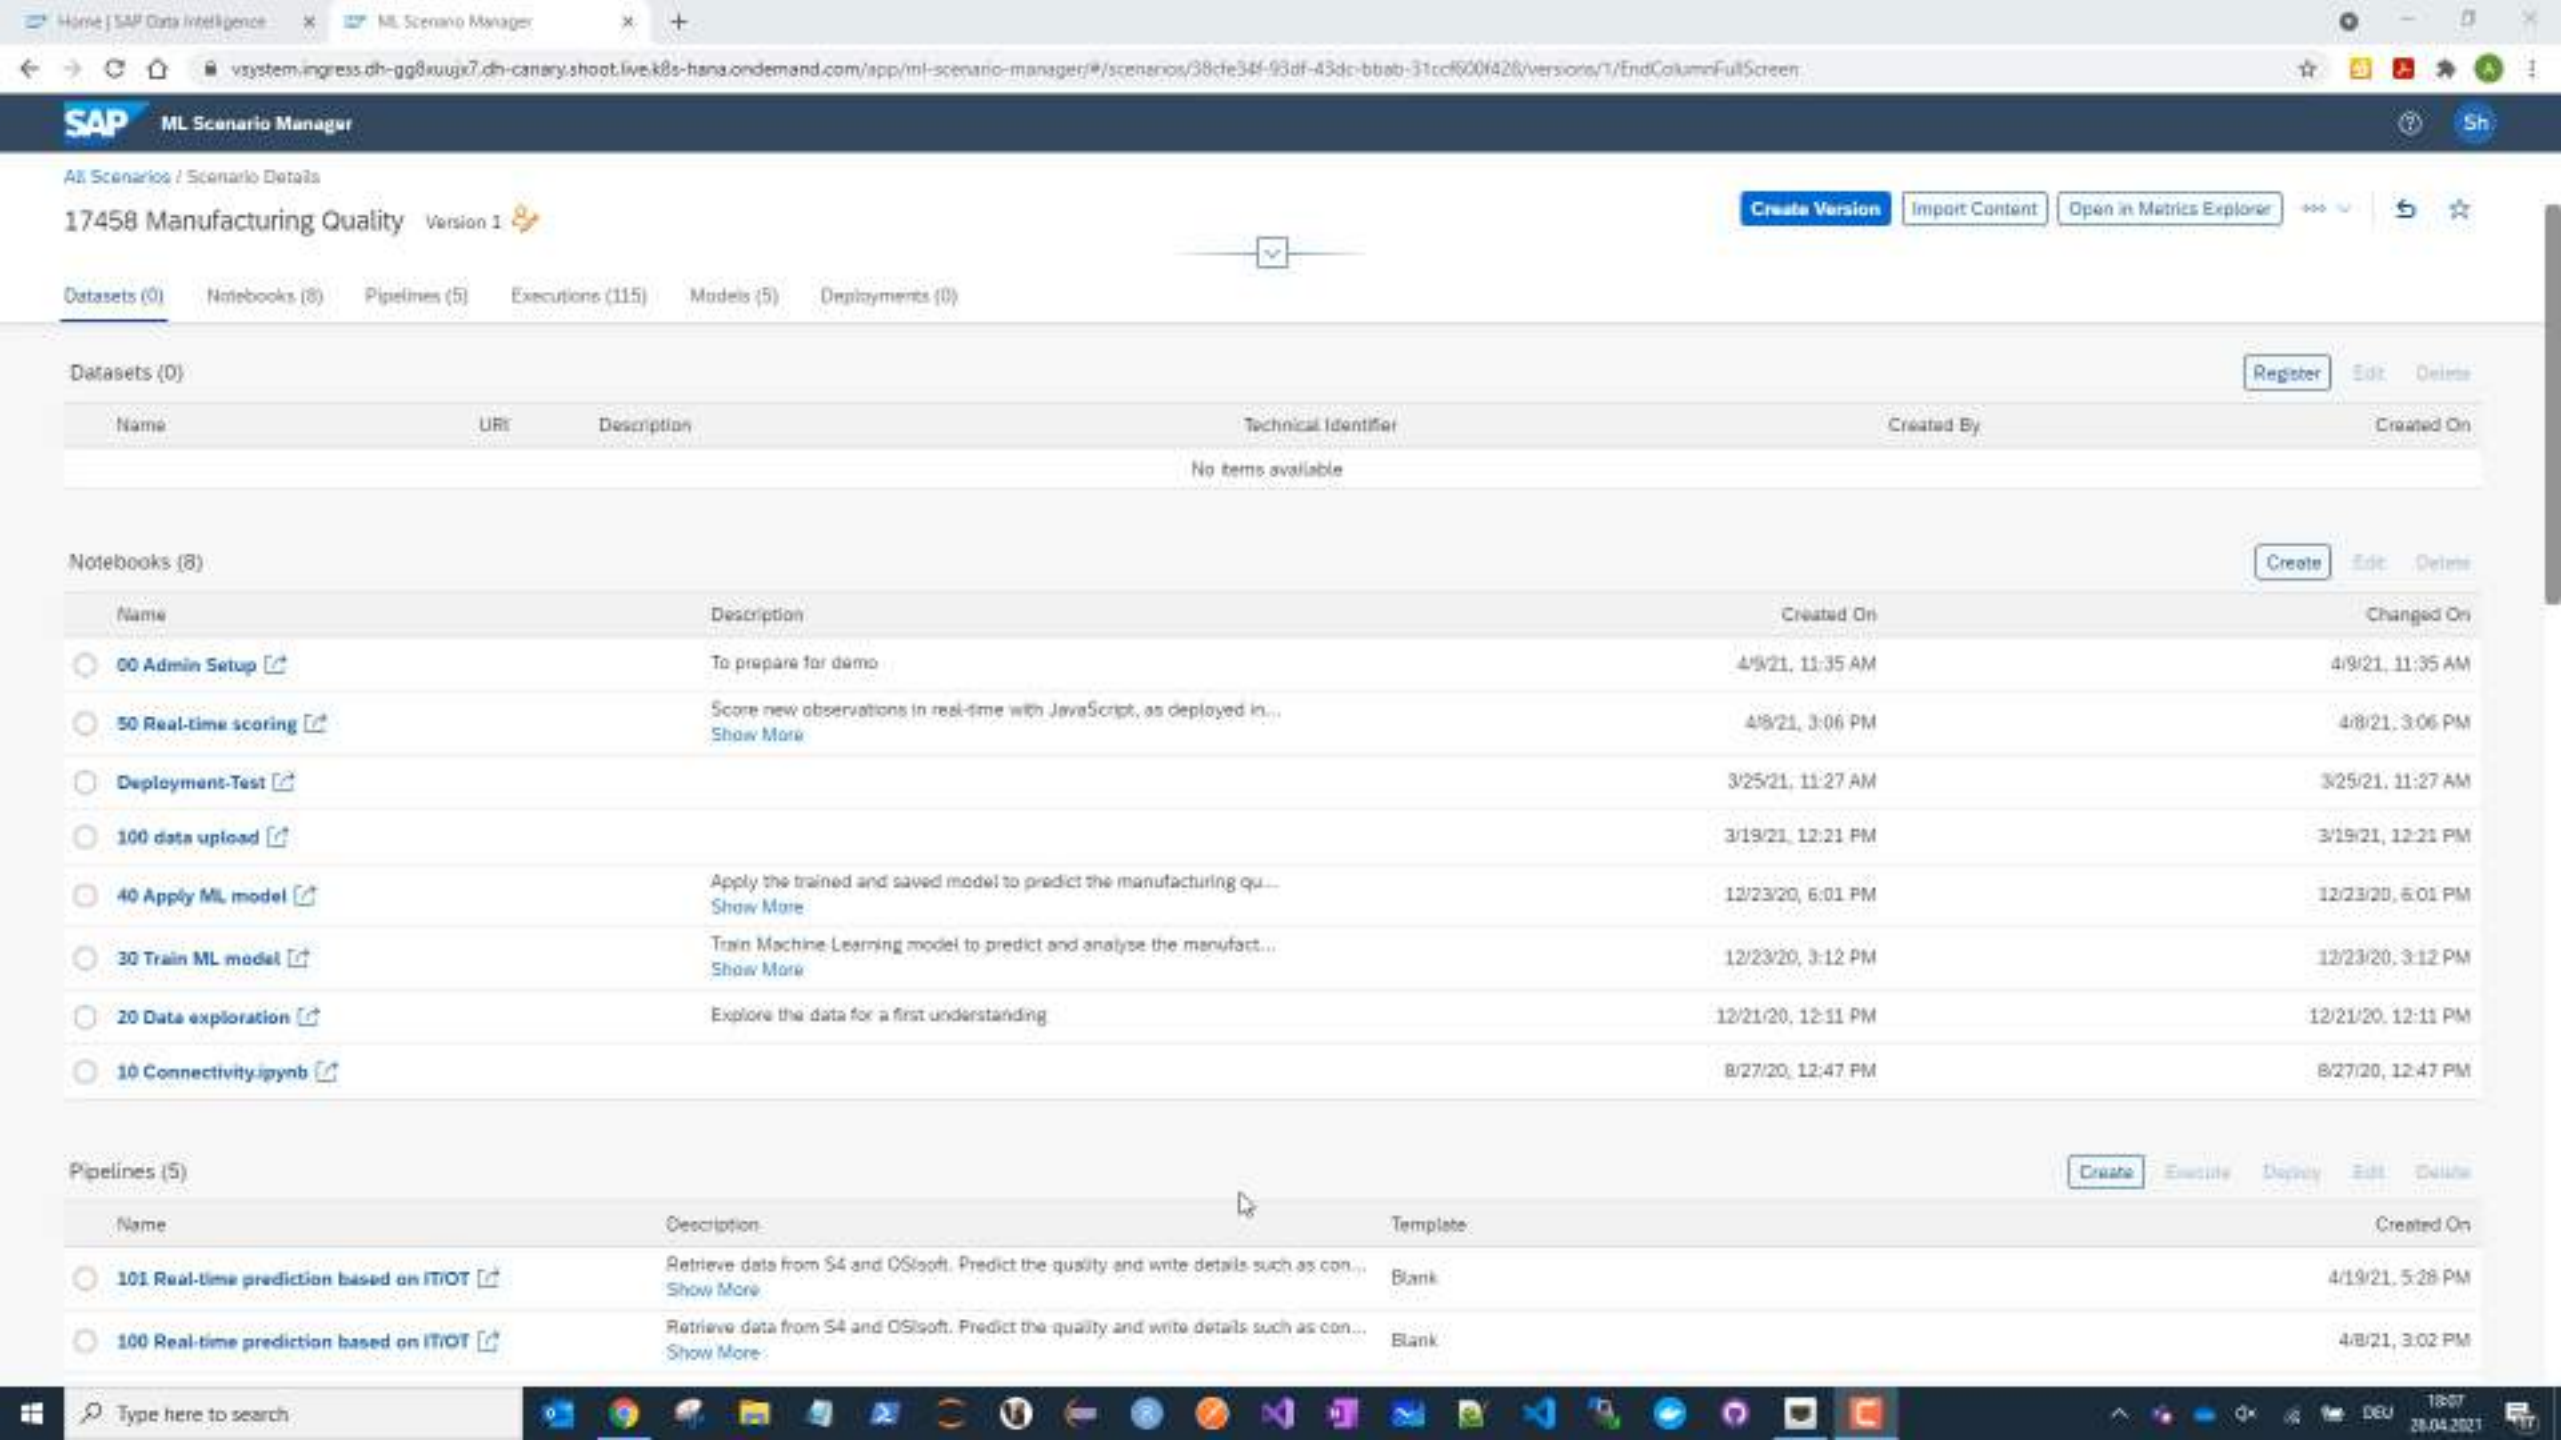 Home | SAP Data Intelligence
ML Scenario Manager
SAP ML Scenario Manager Sh
All Scenarios / Scenario Details
17458 Manufacturing Quality Version 1
Create Version Import Content Open in Metrics Explorer
Datasets (0) Notebooks (8) Pipelines (5) Executions (115) Models (5) Deployments (0)
Datasets (0) Register Edit Delete
Name URI Description Technical Identifier Created By Created On
No items available
Notebooks (8) Create Edit Delete
Name Description Created On Changed On
00 Admin Setup To prepare for demo 4/9/21, 11:35 AM 4/9/21, 11:35 AM
50 Real-time scoring Score new observations in real-time with JavaScript, as deployed in... 4/8/21, 3:06 PM 4/8/21, 3:06 PM
Show More
Deployment-Test 3/25/21, 11:27 AM 3/25/21, 11:27 AM
100 data upload 3/19/21, 12:21 PM 3/19/21, 12:21 PM
40 Apply ML model Apply the trained and saved model to predict the manufacturing qu... 12/23/20, 6:01 PM 12/23/20, 6:01 PM
Show More
30 Train ML model Train Machine Learning model to predict and analyse the manufact... 12/23/20, 3:12 PM 12/23/20, 3:12 PM
Show More
20 Data exploration Explore the data for a first understanding 12/21/20, 12:11 PM 12/21/20, 12:11 PM
10 Connectivity.ipynb 8/27/20, 12:47 PM 8/27/20, 12:47 PM
Pipelines (5) Create Execute Deploy Edit Delete
Name Description Template Created On
101 Real-time prediction based on IT/OT Retrieve data from S4 and OSIsoft. Predict the quality and write details such as con... Blank 4/19/21, 5:28 PM
Show More
100 Real-time prediction based on IT/OT Retrieve data from S4 and OSIsoft. Predict the quality and write details such as con... Blank 4/8/21, 3:02 PM
Show More
Type here to search DEU 18:07
28.04.2021